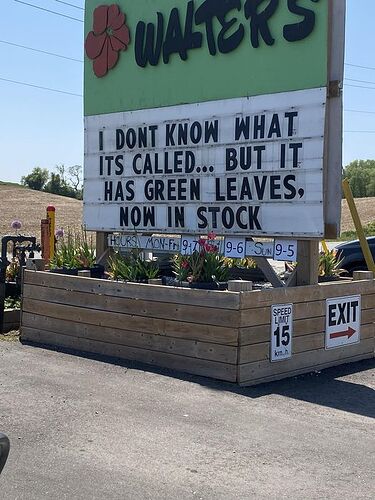 WALTER'S
I DONT KNOW WHAT
ITS CALLED... BUT IT
HAS GREEN LEAVES,
NOW IN STOCK
HOURS MON-FRI 9-7 9-6 SUN 9-5
SPEED
LIMIT
15
km/h
EXIT